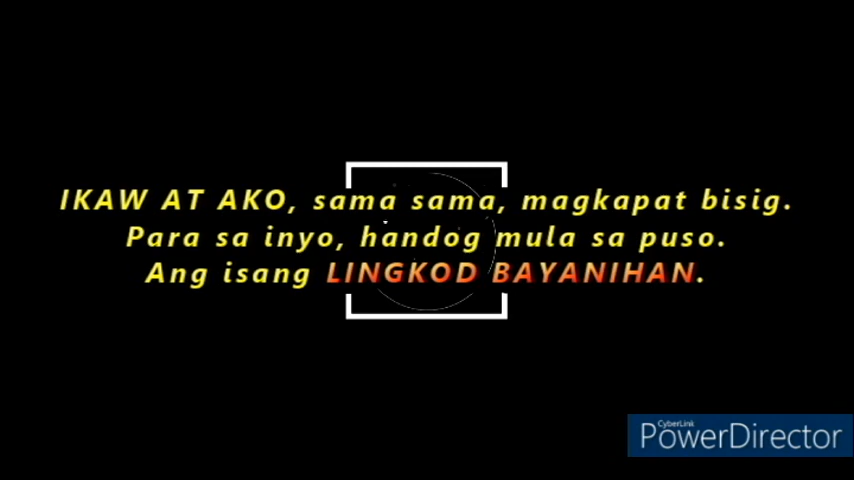 IKAW AT AKO, sama sama, magkapat bisig.
Para sa inyo, handog mula sa puso.
Ang isang LINGKOD BAYANIHAN.
CyberLink
PowerDirector